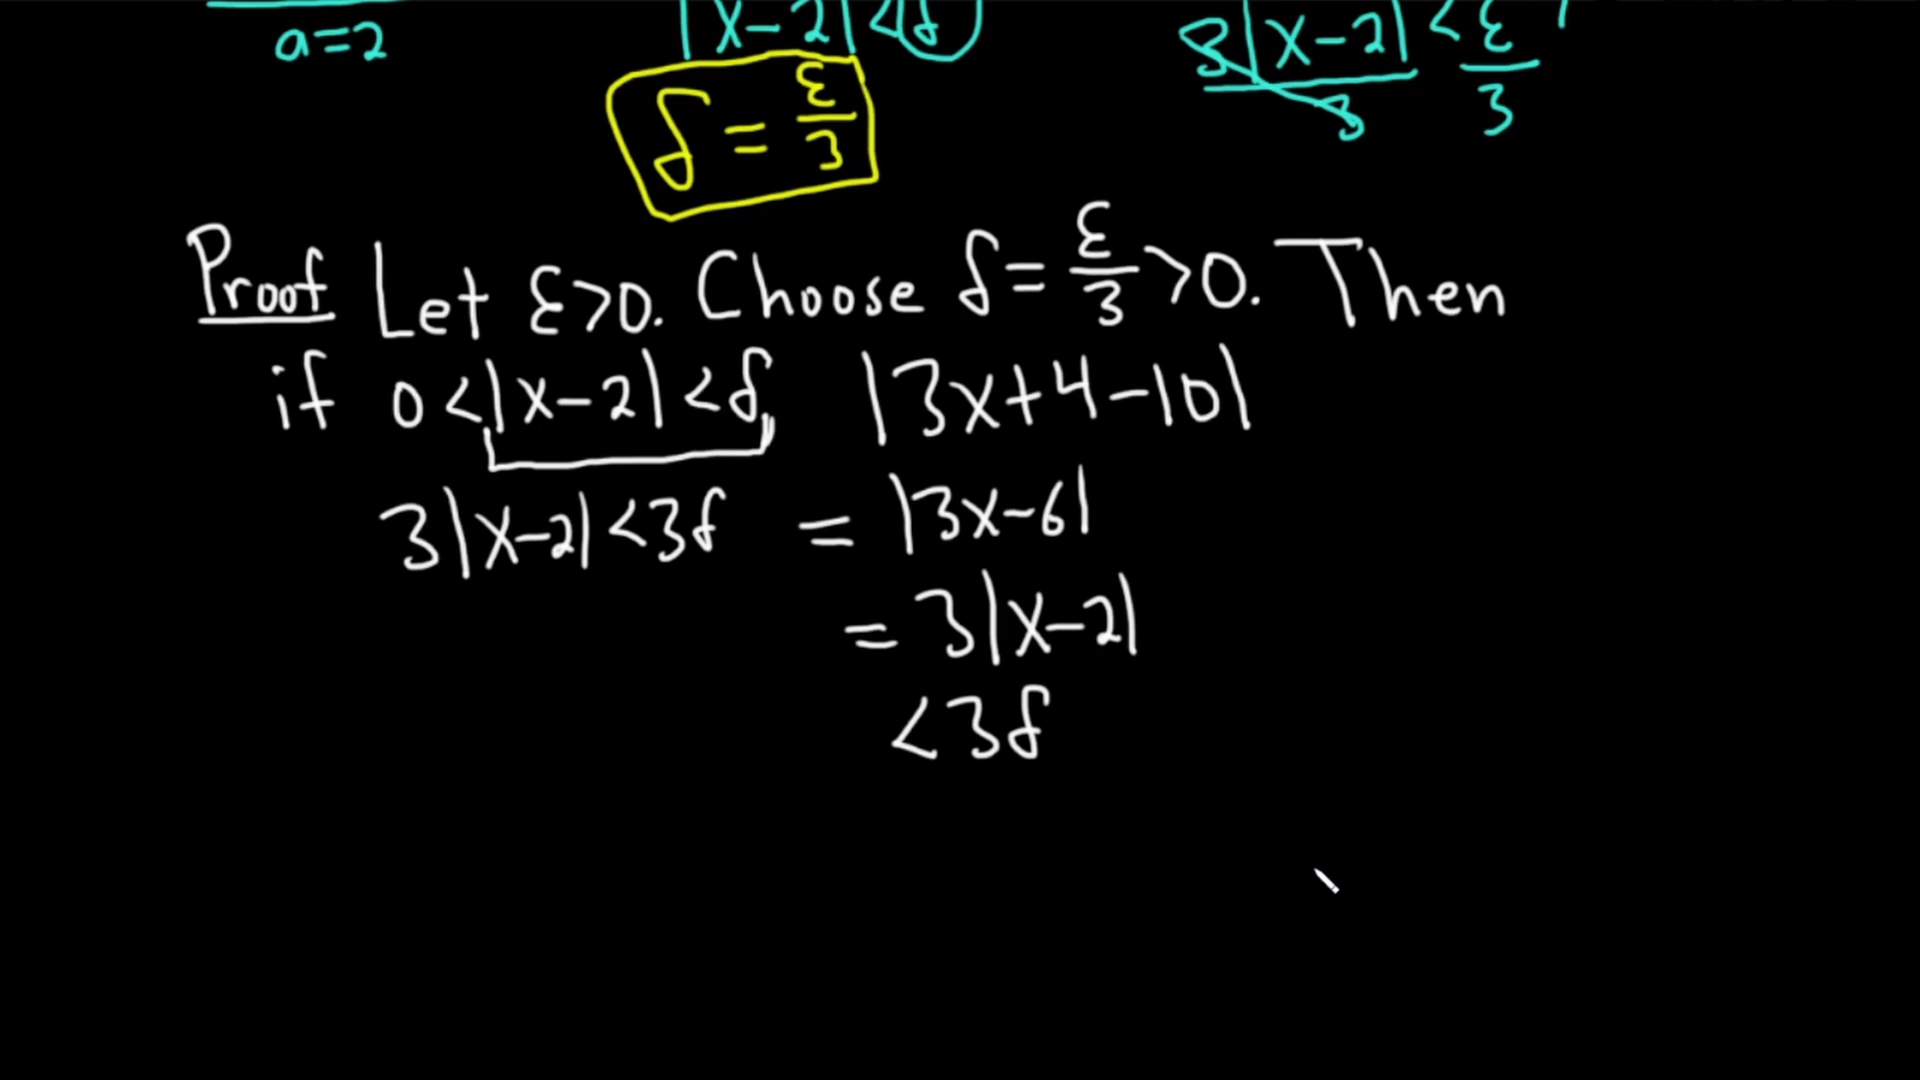 a=2
|x-2|<δ
3|x-2|/3 < ε/3
δ = ε/3
Proof Let ε>0. Choose δ = ε/3 >0. Then
if 0<|x-2|<δ, |3x+4-10|
3|x-2|<3δ = |3x-6|
= 3|x-2|
<3δ